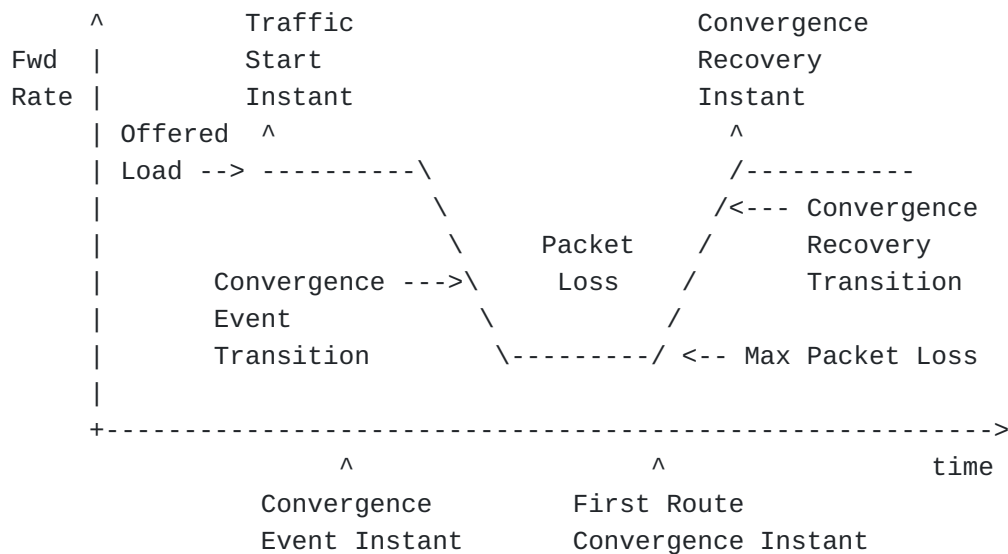 ^         Traffic                      Convergence
Fwd  |         Start                        Recovery
Rate |         Instant                      Instant
     | Offered  ^                             ^
     | Load --> ----------\                   /-----------
     |                     \                 /<--- Convergence
     |                      \     Packet    /      Recovery
     |       Convergence --->\     Loss    /       Transition
     |       Event            \           /
     |       Transition        \---------/ <-- Max Packet Loss
     |
     +--------------------------------------------------------->
                     ^                   ^                 time
                Convergence         First Route
                Event Instant       Convergence Instant